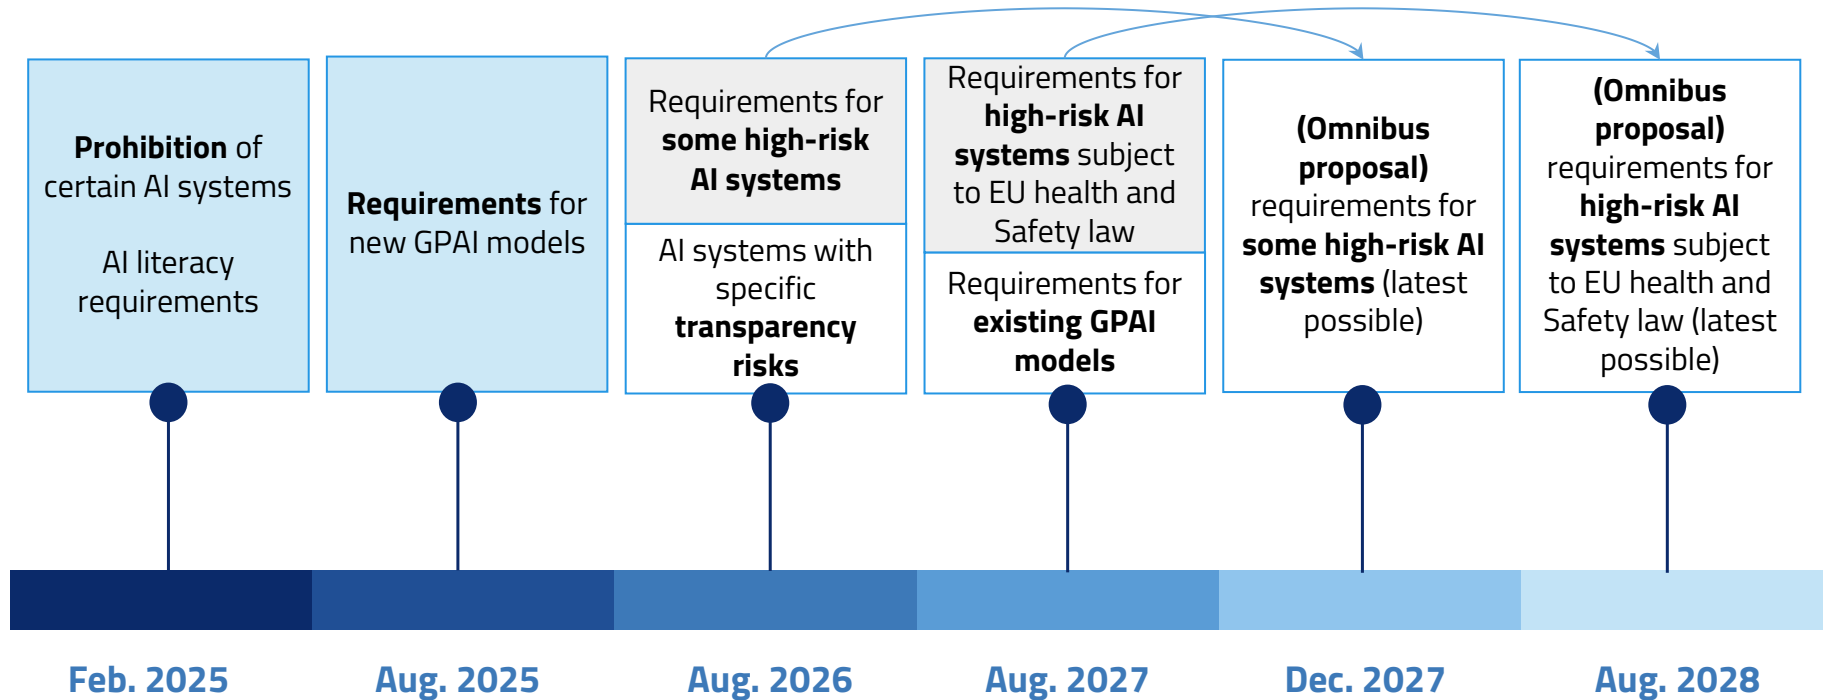 Prohibition of
certain AI systems
AI literacy
requirements
Requirements for
new GPAI models
Requirements for
some high-risk
AI systems
AI systems with
specific
transparency
risks
Requirements for
high-risk AI
systems subject
to EU health and
Safety law
Requirements for
existing GPAI
models
(Omnibus
proposal)
requirements for
some high-risk AI
systems (latest
possible)
(Omnibus
proposal)
requirements for
high-risk AI
systems subject
to EU health and
Safety law (latest
possible)
Feb. 2025
Aug. 2025
Aug. 2026
Aug. 2027
Dec. 2027
Aug. 2028